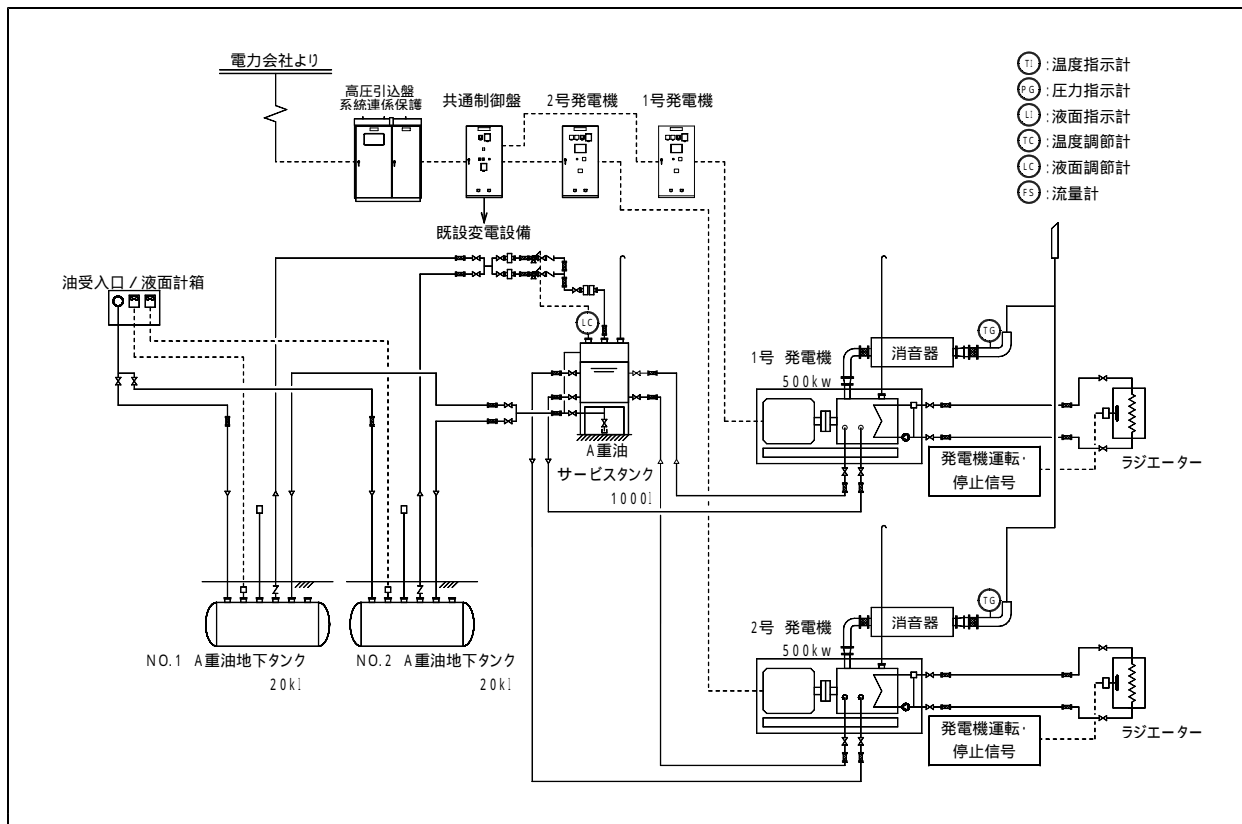 電力会社より
高圧引込盤
系統連係保護
共通制御盤
2号発電機
1号発電機
TI :温度指示計
PG :圧力指示計
LI :液面指示計
TC :温度調節計
LC :液面調節計
FS :流量計
既設変電設備
油受入口/液面計箱
LC
TG
消音器
1号 発電機
500kw
A重油
サービスタンク
1000l
発電機運転・
停止信号
ラジエーター
TG
消音器
2号 発電機
500kw
NO.1 A重油地下タンク
20kl
NO.2 A重油地下タンク
20kl
発電機運転・
停止信号
ラジエーター